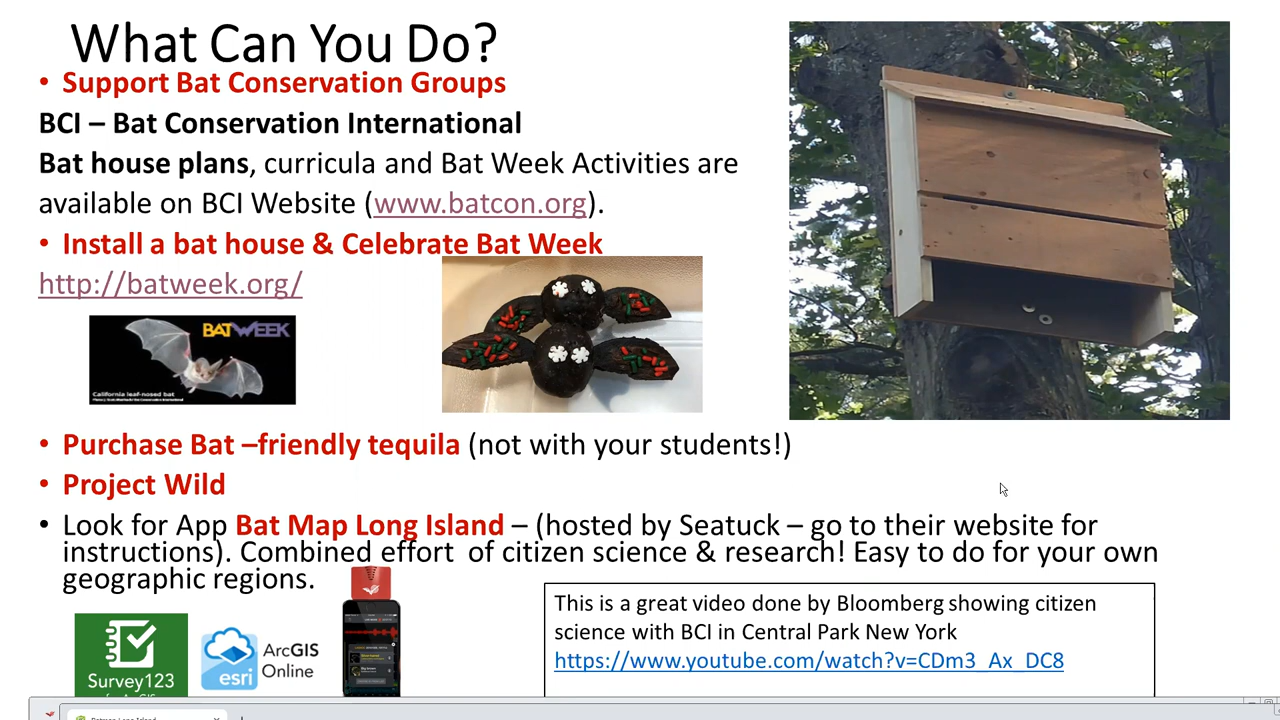 What Can You Do?
• Support Bat Conservation Groups
BCI – Bat Conservation International
Bat house plans, curricula and Bat Week Activities are
available on BCI Website (www.batcon.org).
• Install a bat house & Celebrate Bat Week
http://batweek.org/
BATWEEK
California leaf-nosed bat
• Purchase Bat –friendly tequila (not with your students!)
• Project Wild
• Look for App Bat Map Long Island – (hosted by Seatuck – go to their website for
instructions). Combined effort of citizen science & research! Easy to do for your own
geographic regions.
This is a great video done by Bloomberg showing citizen
science with BCI in Central Park New York
https://www.youtube.com/watch?v=CDm3_Ax_DC8
Survey123
esri
ArcGIS
Online